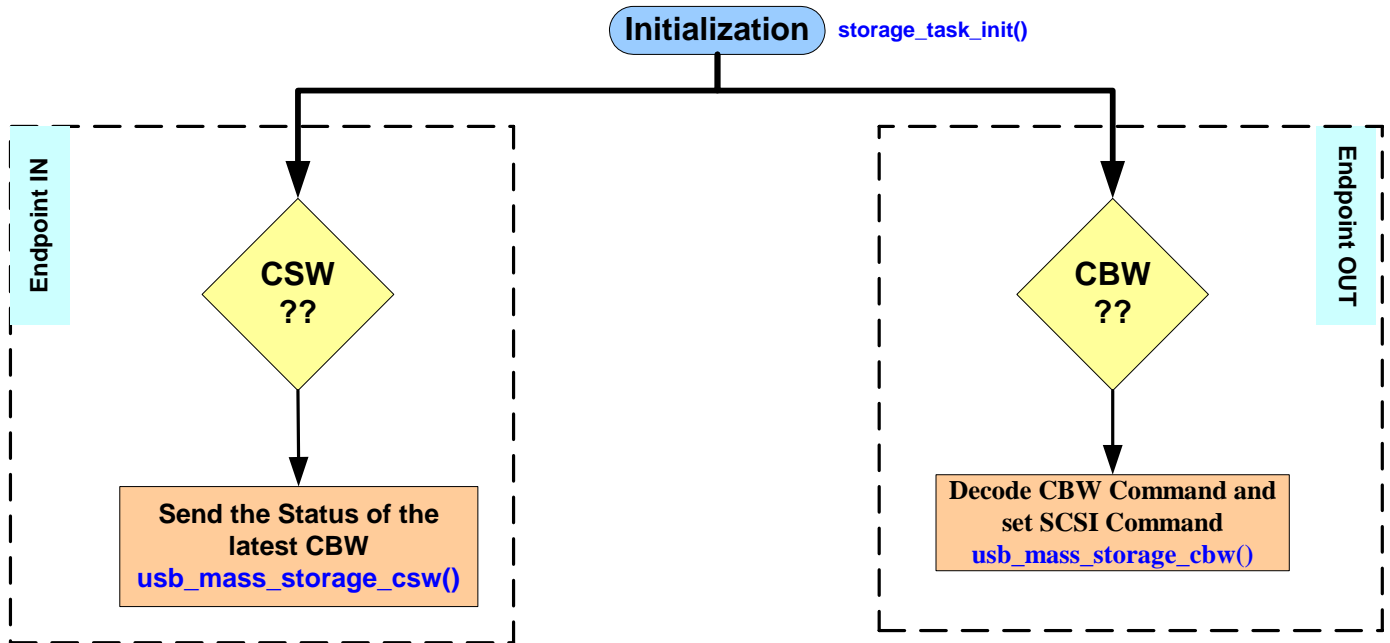 Initialization
storage_task_init()
Endpoint IN
Endpoint OUT
CSW
??
CBW
??
Send the Status of the
latest CBW
usb_mass_storage_csw()
Decode CBW Command and
set SCSI Command
usb_mass_storage_cbw()